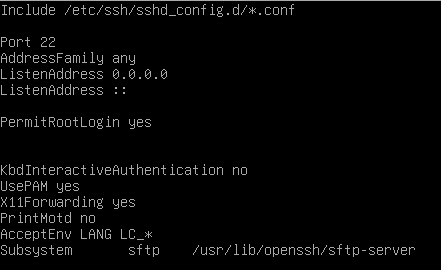 Include /etc/ssh/sshd_config.d/*.conf
Port 22
AddressFamily any
ListenAddress 0.0.0.0
ListenAddress ::
PermitRootLogin yes
KbdInteractiveAuthentication no
UsePAM yes
X11Forwarding yes
PrintMotd no
AcceptEnv LANG LC_*
Subsystem sftp /usr/lib/openssh/sftp-server